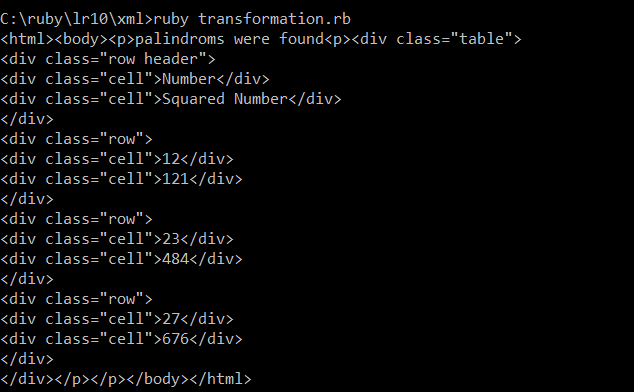 C:\ruby\lr10\xml>ruby transformation.rb
<html><body><p>palindroms were found<p><div class="table">
<div class="row header">
<div class="cell">Number</div>
<div class="cell">Squared Number</div>
</div>
<div class="row">
<div class="cell">12</div>
<div class="cell">121</div>
</div>
<div class="row">
<div class="cell">23</div>
<div class="cell">484</div>
</div>
<div class="row">
<div class="cell">27</div>
<div class="cell">676</div>
</div>
</div></p></p></body></html>